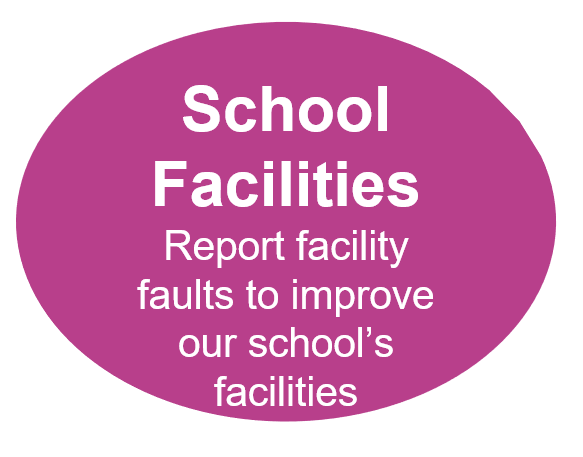 School
Facilities
Report facility
faults to improve
our school’s
facilities